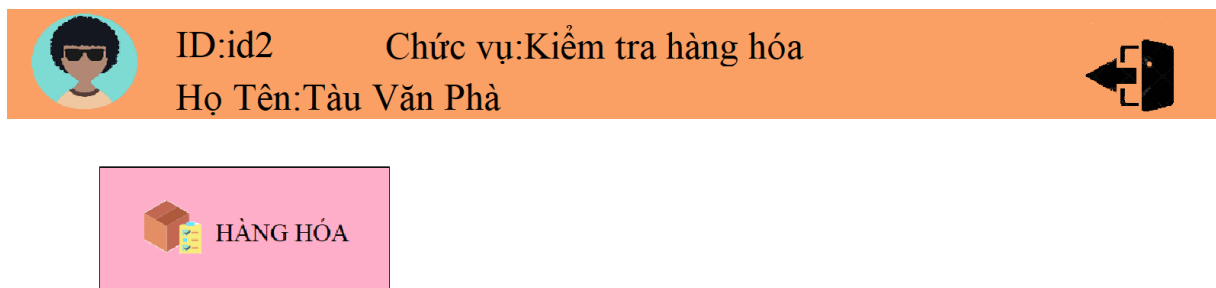 ID:id2 Chức vụ:Kiểm tra hàng hóa
Họ Tên:Tàu Văn Phà
HÀNG HÓA